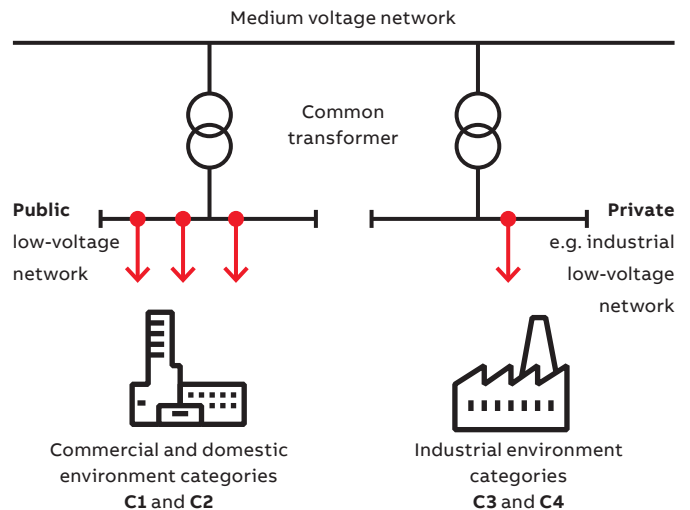 Medium voltage network
Common
transformer
Public
low-voltage
network
Private
e.g. industrial
low-voltage
network
Commercial and domestic
environment categories
C1 and C2
Industrial environment
categories
C3 and C4